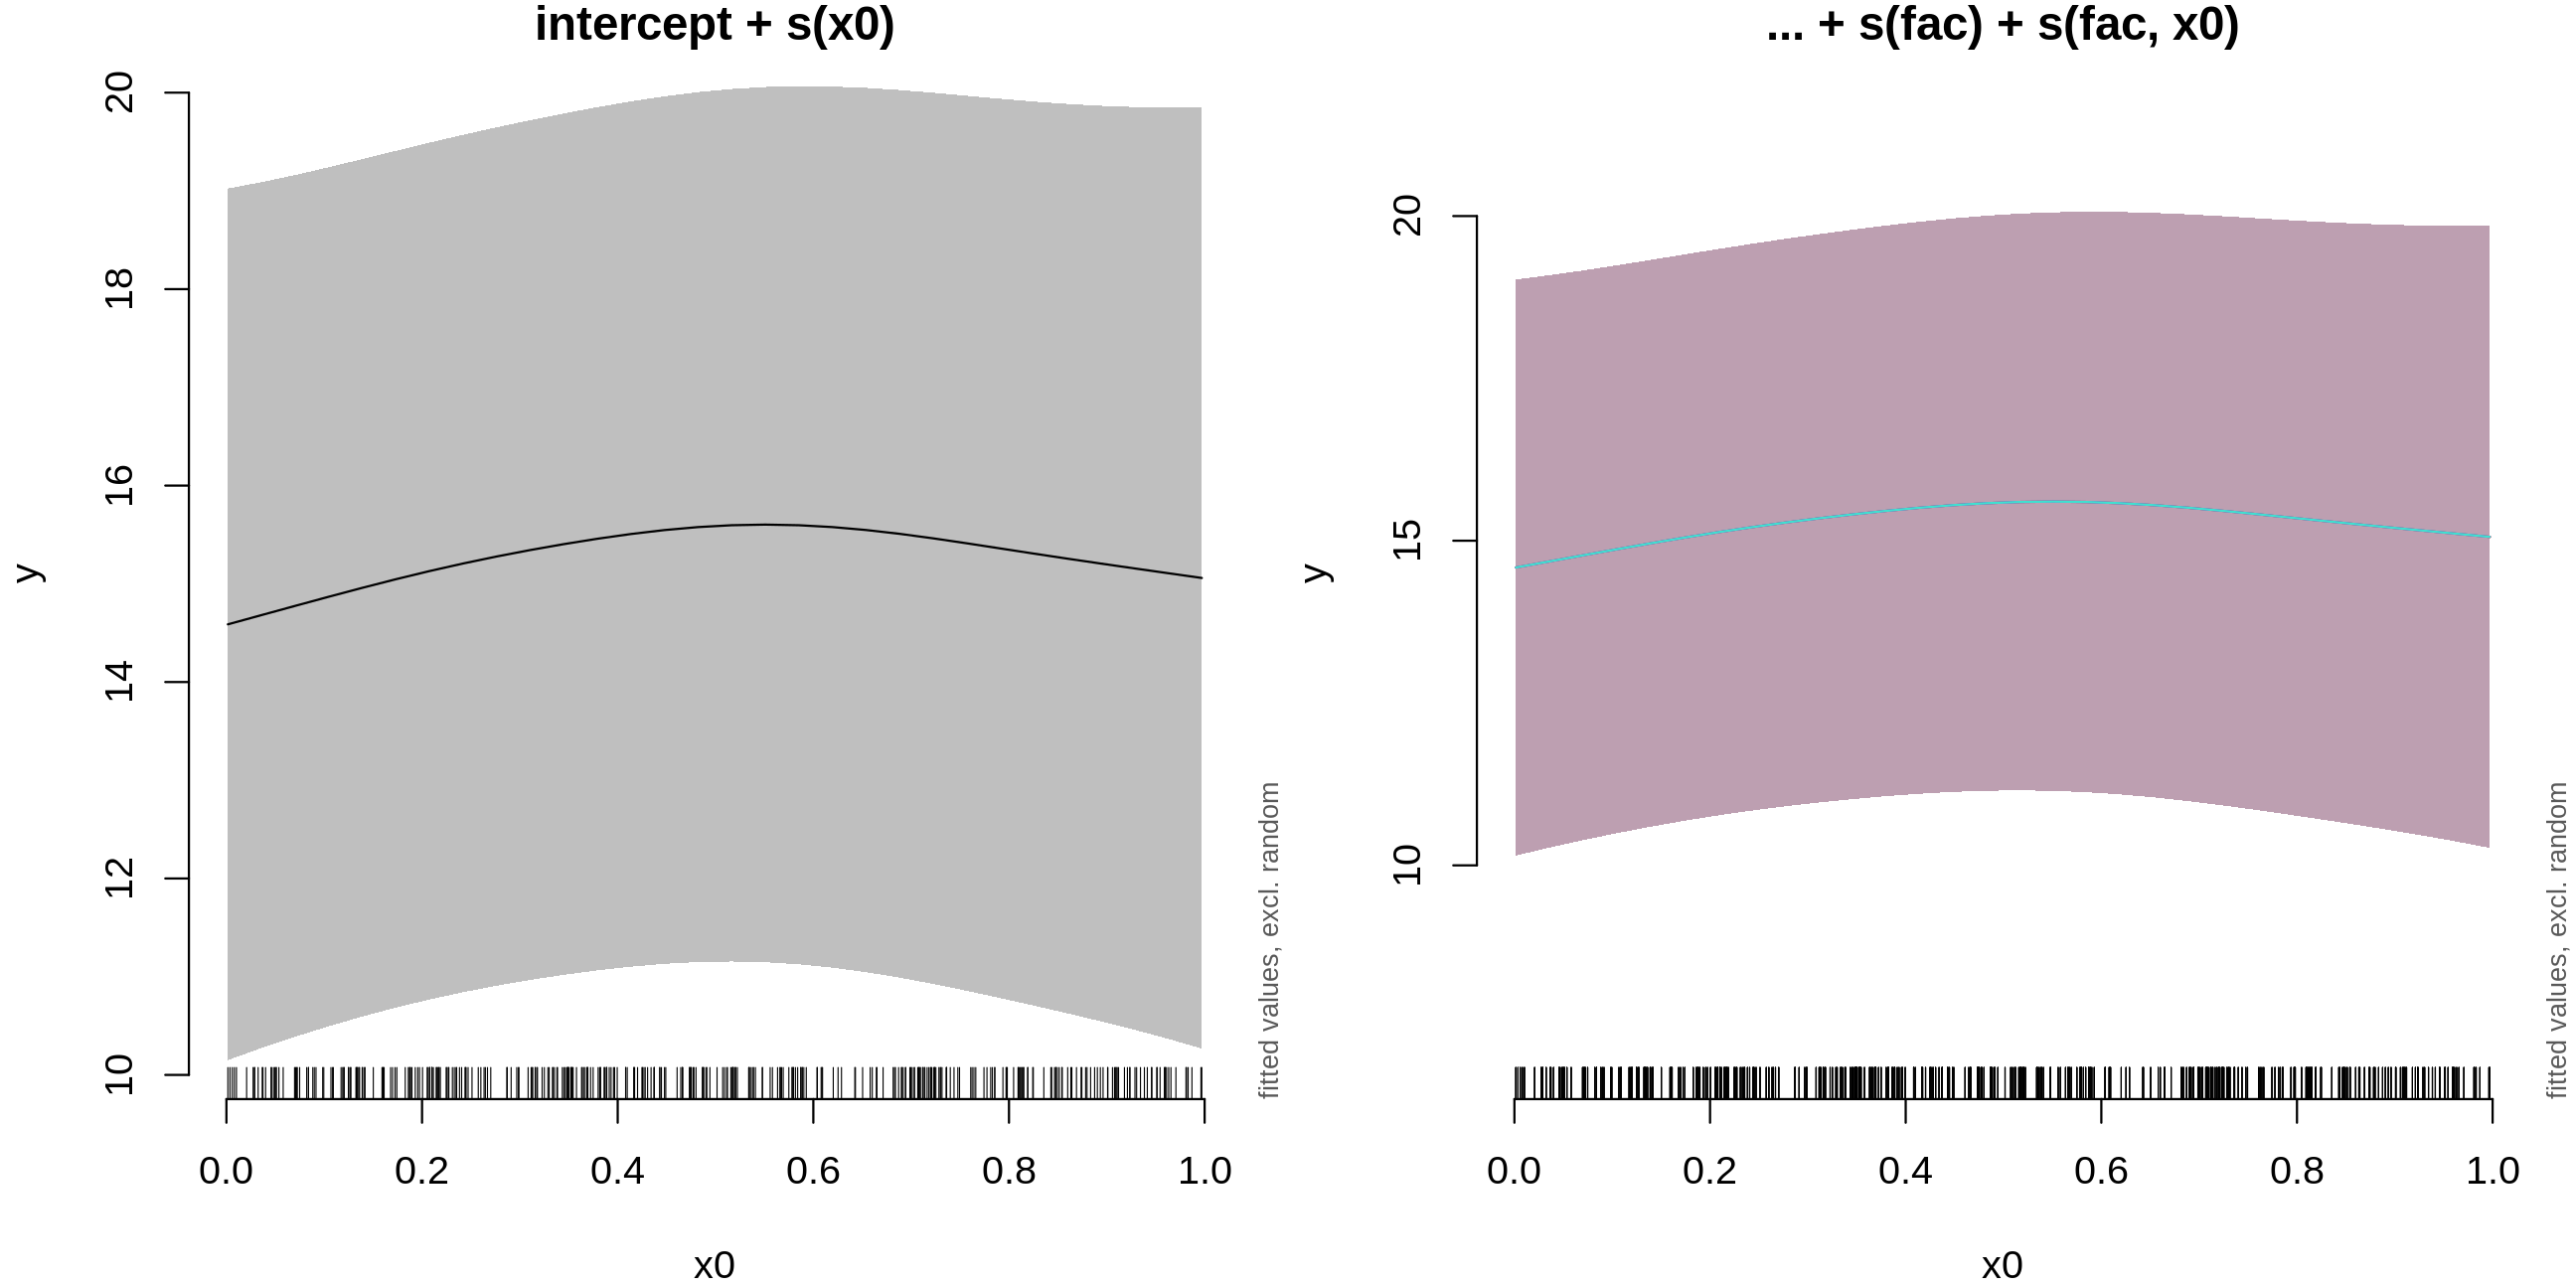 intercept + s(x0)
20
18
16
14
12
10
y
0.0 0.2 0.4 0.6 0.8 1.0
x0
fitted values, excl. random
... + s(fac) + s(fac, x0)
20
15
10
y
0.0 0.2 0.4 0.6 0.8 1.0
x0
fitted values, excl. random